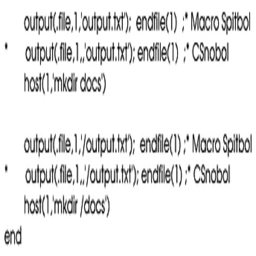 output(.file,1,'output.txt');  endfile(1)  ;* Macro Spitbol
*     output(.file,1,,'output.txt'); endfile(1)  ;* CSnobol
host(1,'mkdir docs')
output(.file,1,'/output.txt');  endfile(1) ;* Macro Spitbol
*     output(.file,1,,'/output.txt'); endfile(1) ;* CSnobol
host(1,'mkdir /docs')
end